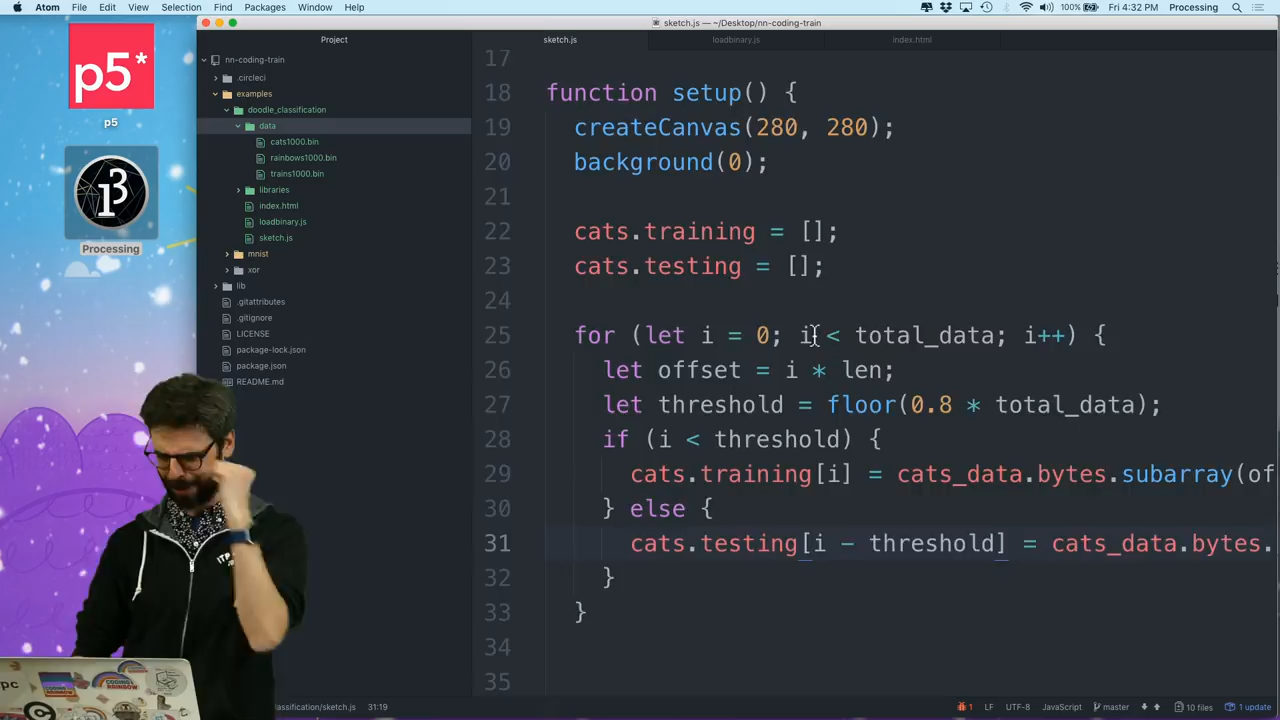 Atom File Edit View Selection Find Packages Window Help
100% Fri 4:32 PM Processing
sketch.js — ~/Desktop/nn-coding-train
Project
sketch.js loadbinary.js index.html
p5*
p5
Processing
nn-coding-train
.circleci
examples
doodle_classification
data
cats1000.bin
rainbows1000.bin
trains1000.bin
libraries
index.html
loadbinary.js
sketch.js
mnist
xor
lib
.gitattributes
.gitignore
LICENSE
package-lock.json
package.json
README.md
17
18 function setup() {
19 createCanvas(280, 280);
20 background(0);
21
22 cats.training = [];
23 cats.testing = [];
24
25 for (let i = 0; i < total_data; i++) {
26 let offset = i * len;
27 let threshold = floor(0.8 * total_data);
28 if (i < threshold) {
29 cats.training[i] = cats_data.bytes.subarray(of
30 } else {
31 cats.testing[i - threshold] = cats_data.bytes.
32 }
33 }
34
35
lassification/sketch.js 31:19
1 LF UTF-8 JavaScript master 10 files 1 update